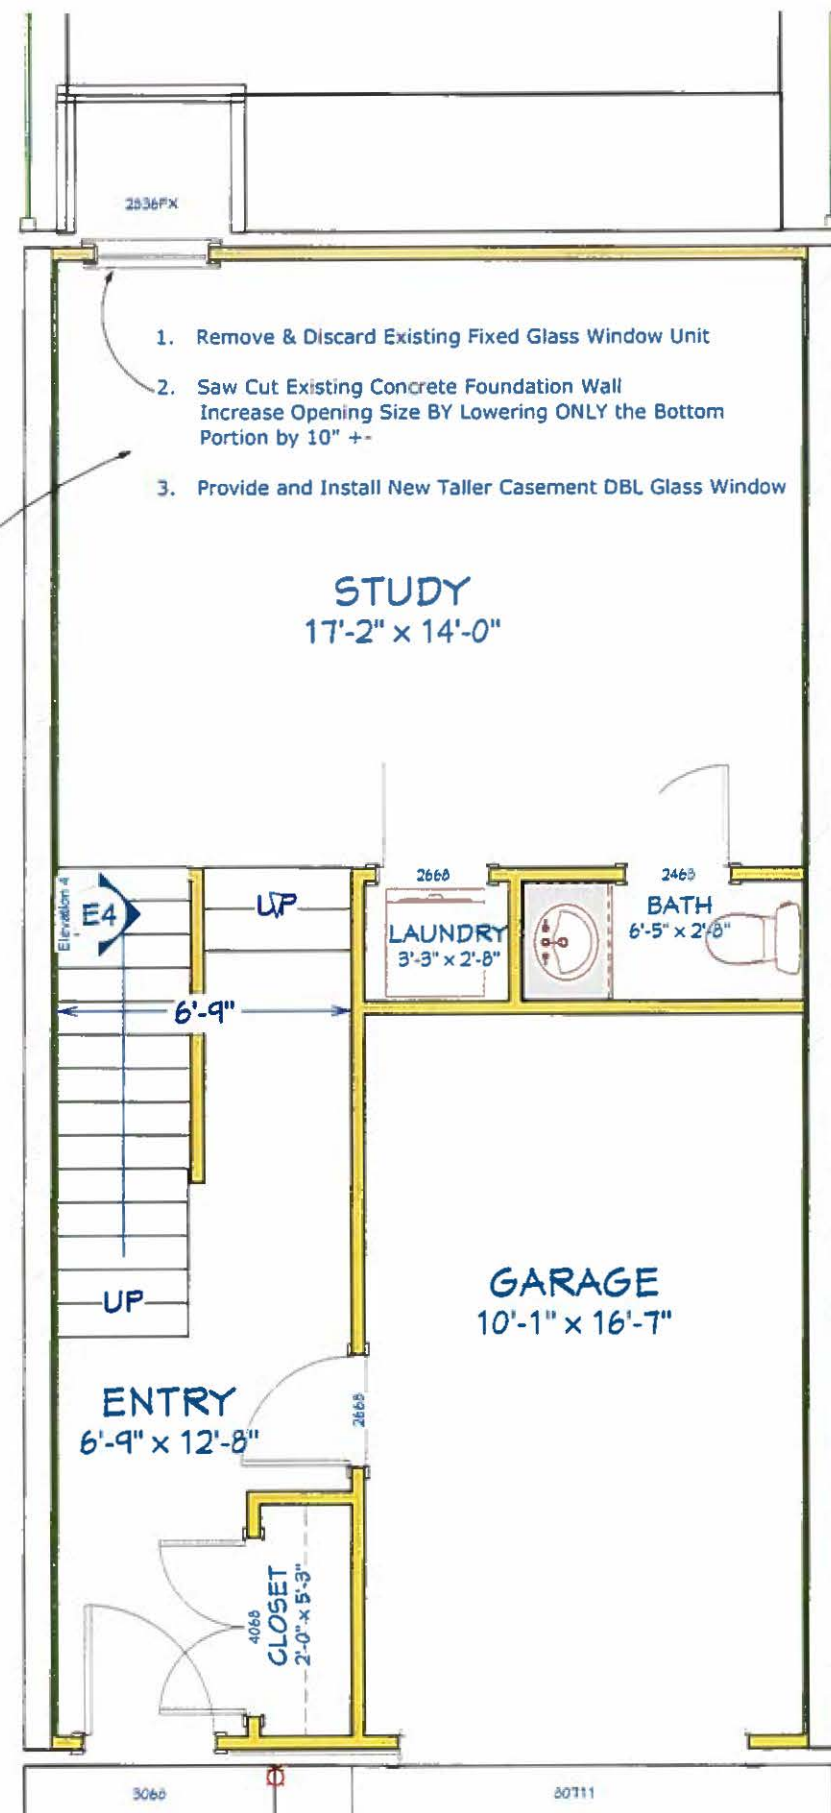 2836FX
1. Remove & Discard Existing Fixed Glass Window Unit
2. Saw Cut Existing Concrete Foundation Wall
Increase Opening Size BY Lowering ONLY the Bottom
Portion by 10" +-
3. Provide and Install New Taller Casement DBL Glass Window
STUDY
17'-2" x 14'-0"
2668
2468
Elevation 4
E4
UP
LAUNDRY
3'-3" x 2'-8"
BATH
6'-5" x 2'-8"
6'-9"
UP
GARAGE
10'-1" x 16'-7"
ENTRY
6'-9" x 12'-8"
2668
4068
CLOSET
2'-0" x 5'-3"
3068
80711